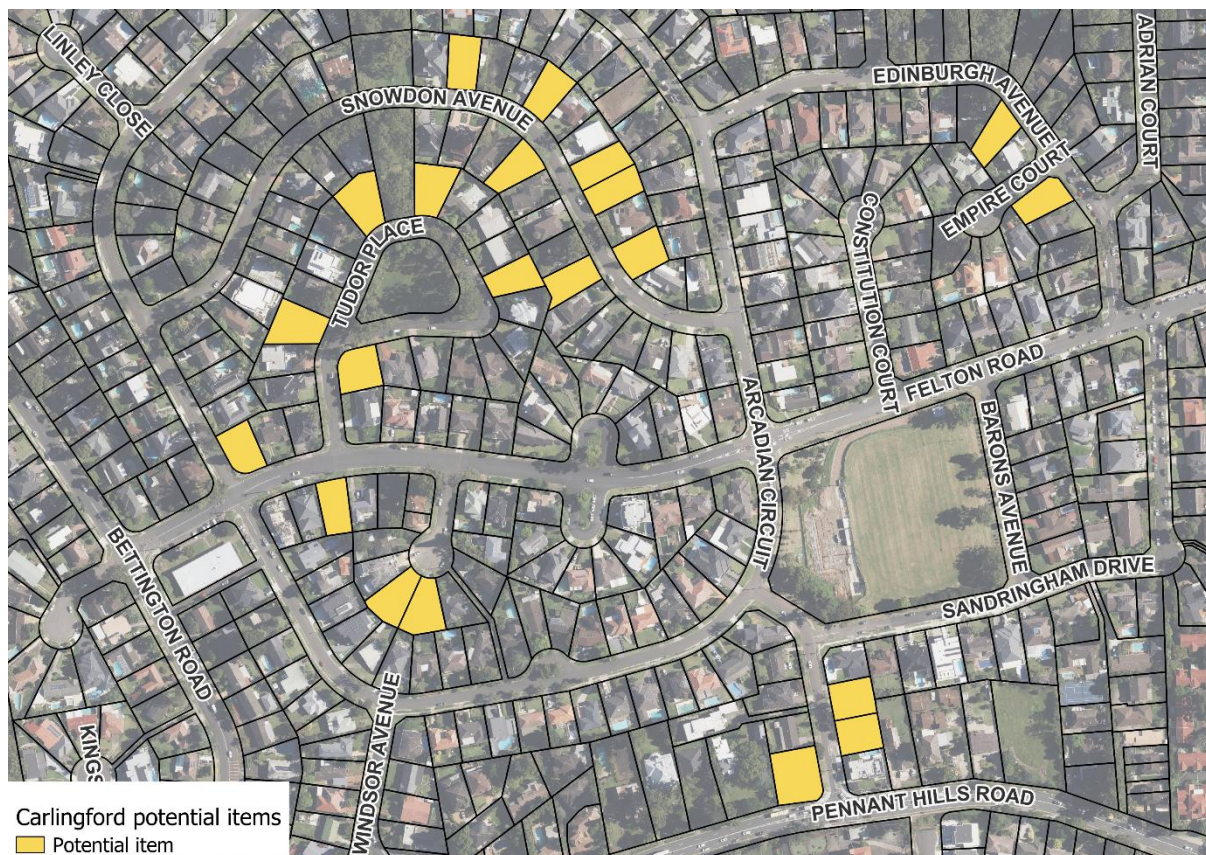 LINLEY CLOSE
SNOWDON AVENUE
EDINBURGH AVENUE
ADRIAN COURT
EMPIRE COURT
CONSTITUTION COURT
TUDOR PLACE
FELTON ROAD
ARCADIAN CIRCUIT
BARONS AVENUE
BETTINGTON ROAD
SANDRINGHAM DRIVE
WINDSOR AVENUE
KINGS
PENNANT HILLS ROAD
Carlingford potential items
Potential item